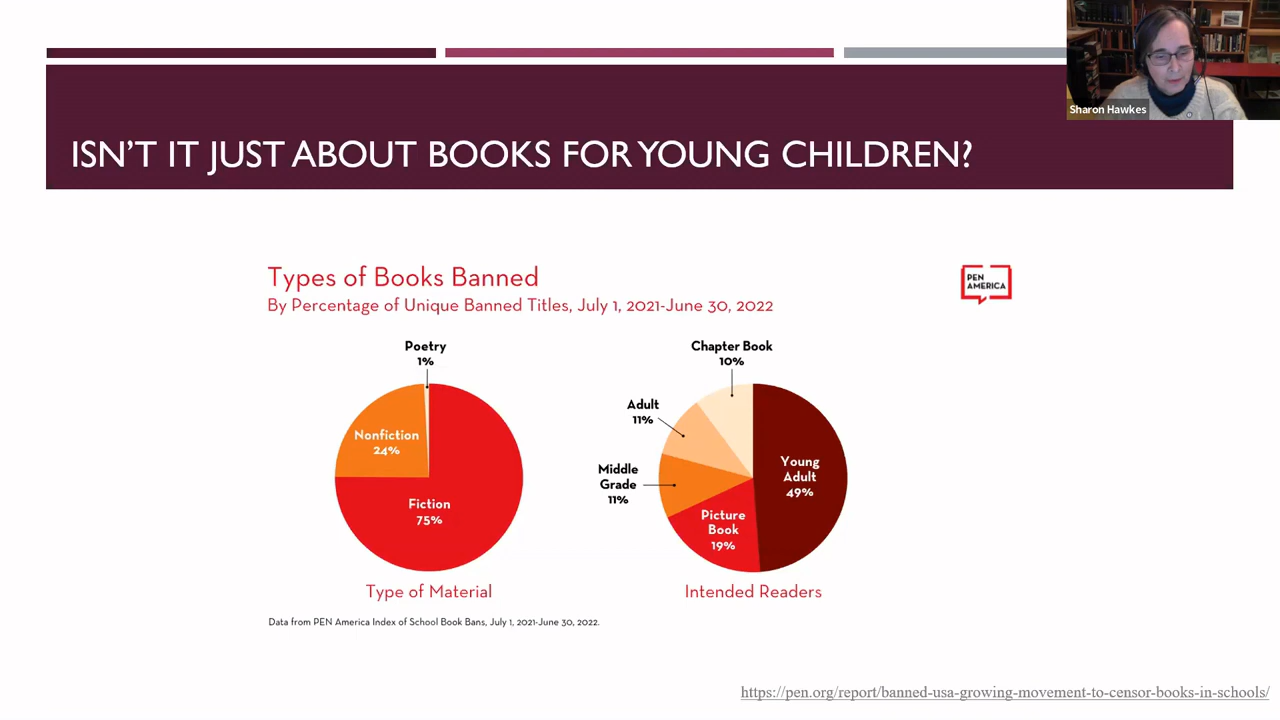 Sharon Hawkes
ISN'T IT JUST ABOUT BOOKS FOR YOUNG CHILDREN?
Types of Books Banned
By Percentage of Unique Banned Titles, July 1, 2021-June 30, 2022
PEN
AMERICA
Poetry
1%
Nonfiction
24%
Fiction
75%
Type of Material
Chapter Book
10%
Adult
11%
Middle
Grade
11%
Picture
Book
19%
Young
Adult
49%
Intended Readers
Data from PEN America Index of School Book Bans, July 1, 2021-June 30, 2022.
https://pen.org/report/banned-usa-growing-movement-to-censor-books-in-schools/